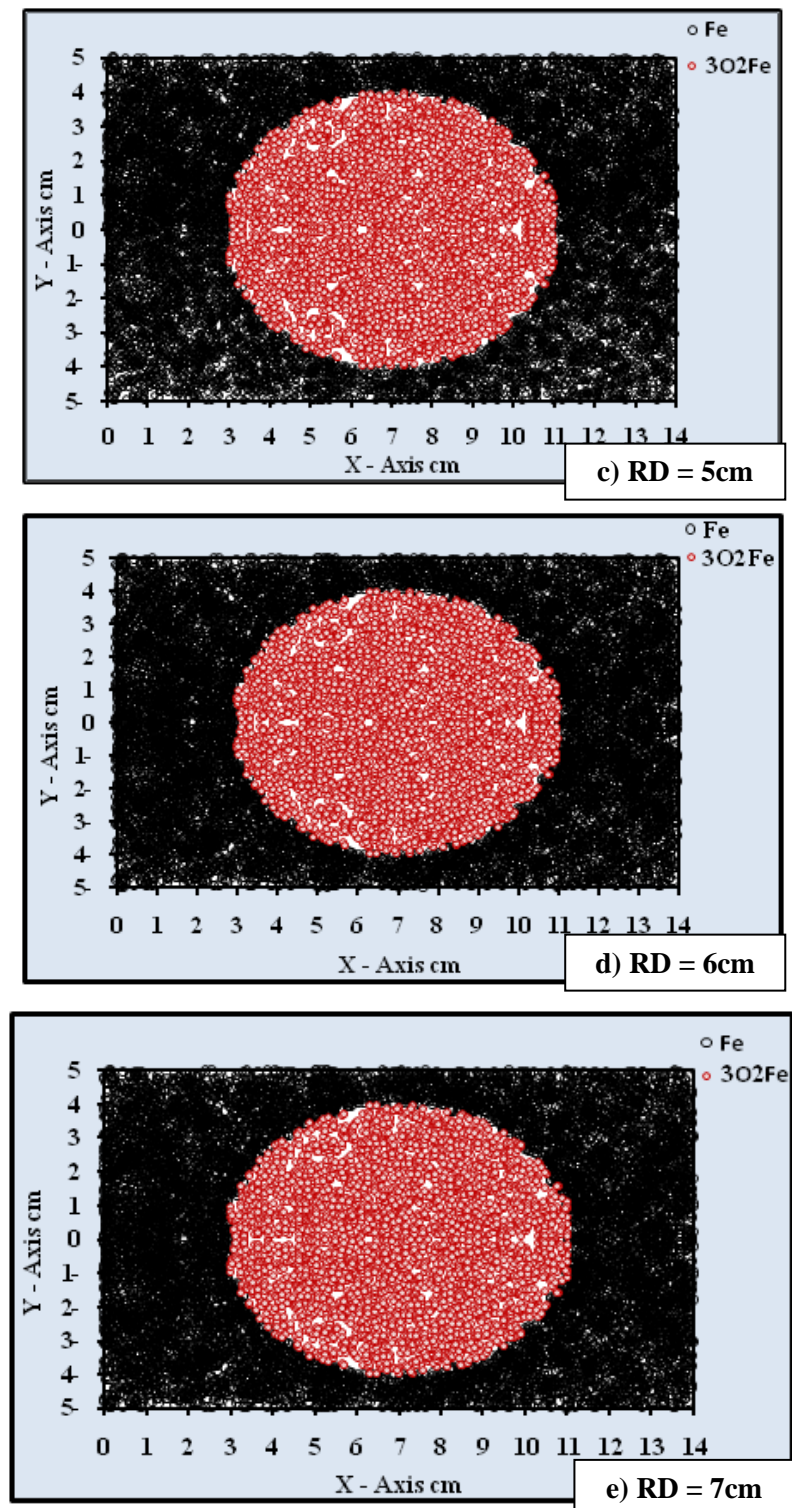 Fe
3O2Fe
5
4
3
2
1
0
1-
2-
3-
4-
5-
Y - Axis cm
0 1 2 3 4 5 6 7 8 9 10 11 12 13 14
X - Axis cm
c) RD = 5cm
Fe
3O2Fe
5
4
3
2
1
0
1-
2-
3-
4-
5-
Y - Axis cm
0 1 2 3 4 5 6 7 8 9 10 11 12 13 14
X - Axis cm
d) RD = 6cm
Fe
3O2Fe
5
4
3
2
1
0
1-
2-
3-
4-
5-
Y - Axis cm
0 1 2 3 4 5 6 7 8 9 10 11 12 13 14
X - Axis cm
e) RD = 7cm